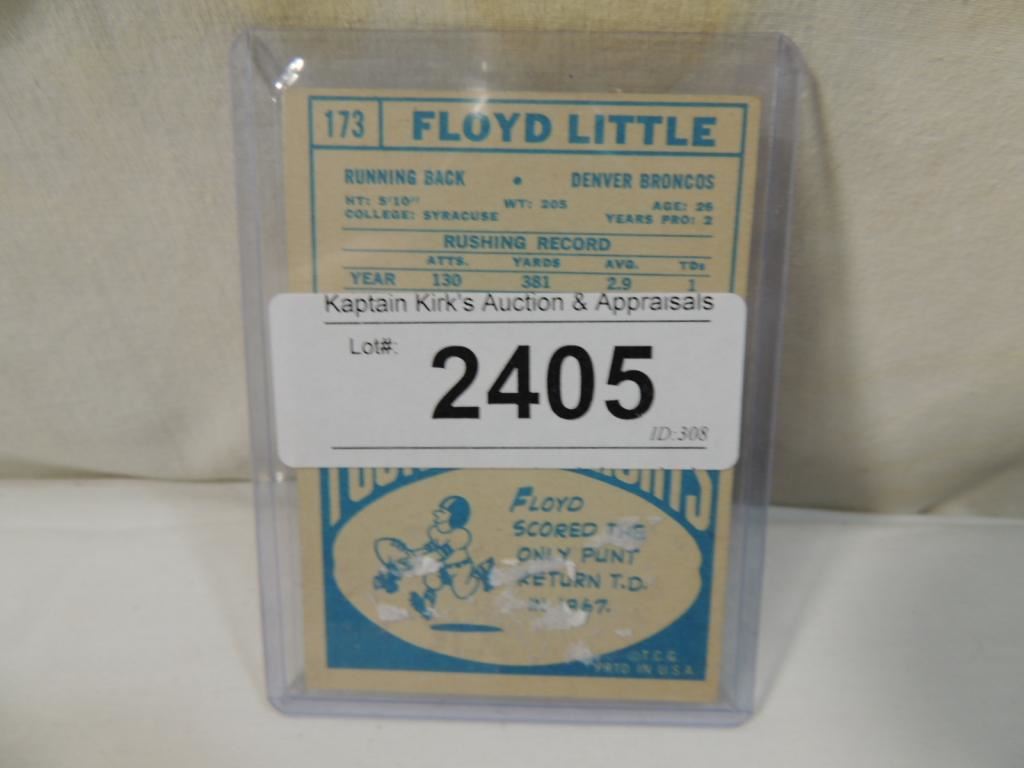 173 FLOYD LITTLE
RUNNING BACK • DENVER BRONCOS
HT: 5'10" WT: 205 AGE: 26
COLLEGE: SYRACUSE YEARS PRO: 2
RUSHING RECORD
ATTS. YARDS AVG. TDs
YEAR 130 381 2.9 1
Kaptain Kirk's Auction & Appraisals
Lot#: 2405
ID:308
FLOYD
SCORED THE
ONLY PUNT
RETURN T.D.
IN 1967.
©T.C.G.
PRTD IN U.S.A.